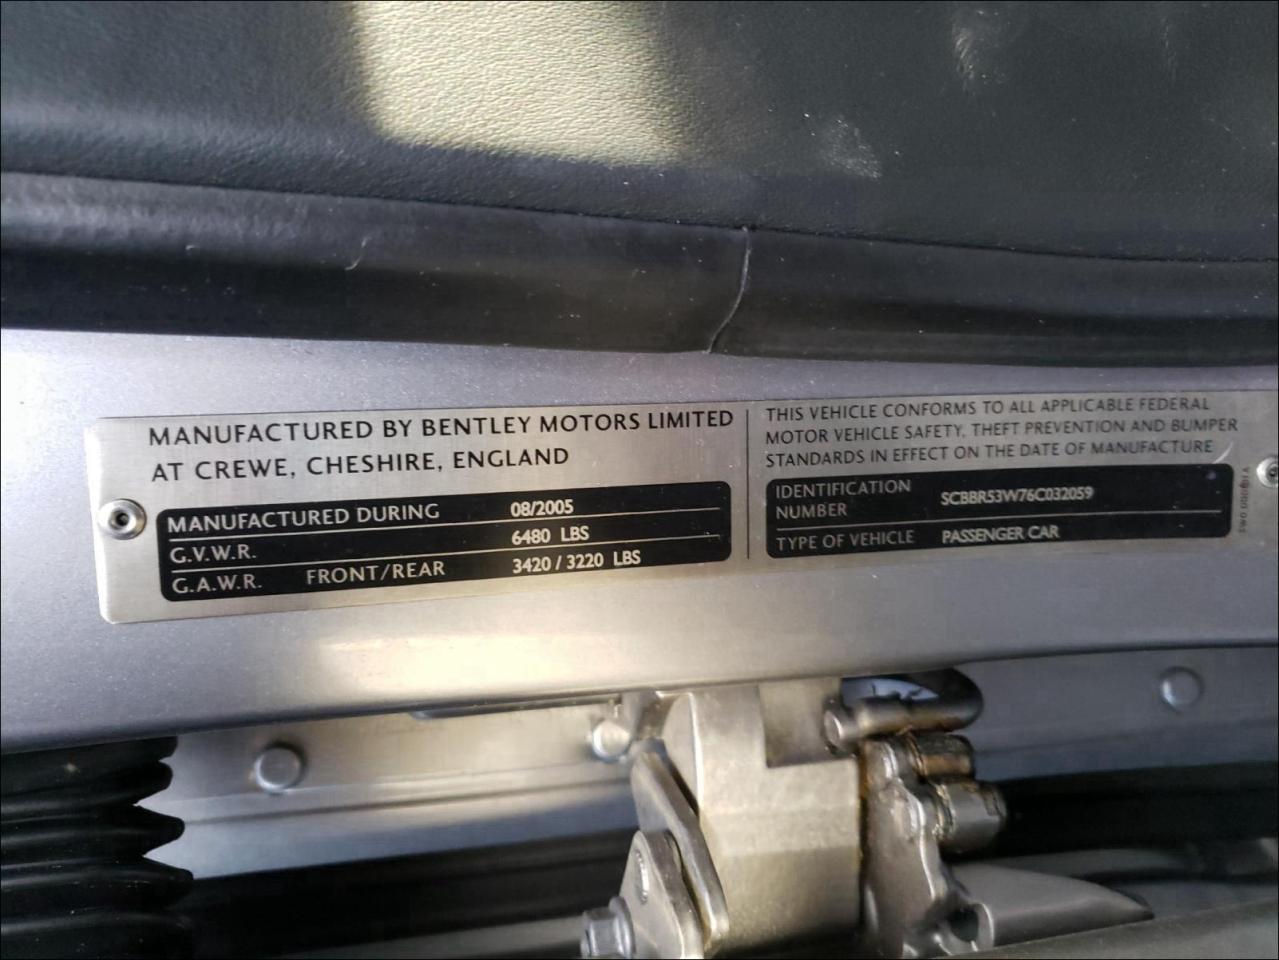 MANUFACTURED BY BENTLEY MOTORS LIMITED
AT CREWE, CHESHIRE, ENGLAND
MANUFACTURED DURING 08/2005
G.V.W.R. 6480 LBS
G.A.W.R. FRONT/REAR 3420 / 3220 LBS
THIS VEHICLE CONFORMS TO ALL APPLICABLE FEDERAL
MOTOR VEHICLE SAFETY, THEFT PREVENTION AND BUMPER
STANDARDS IN EFFECT ON THE DATE OF MANUFACTURE
IDENTIFICATION
NUMBER SCBBR53W76C032059
TYPE OF VEHICLE PASSENGER CAR